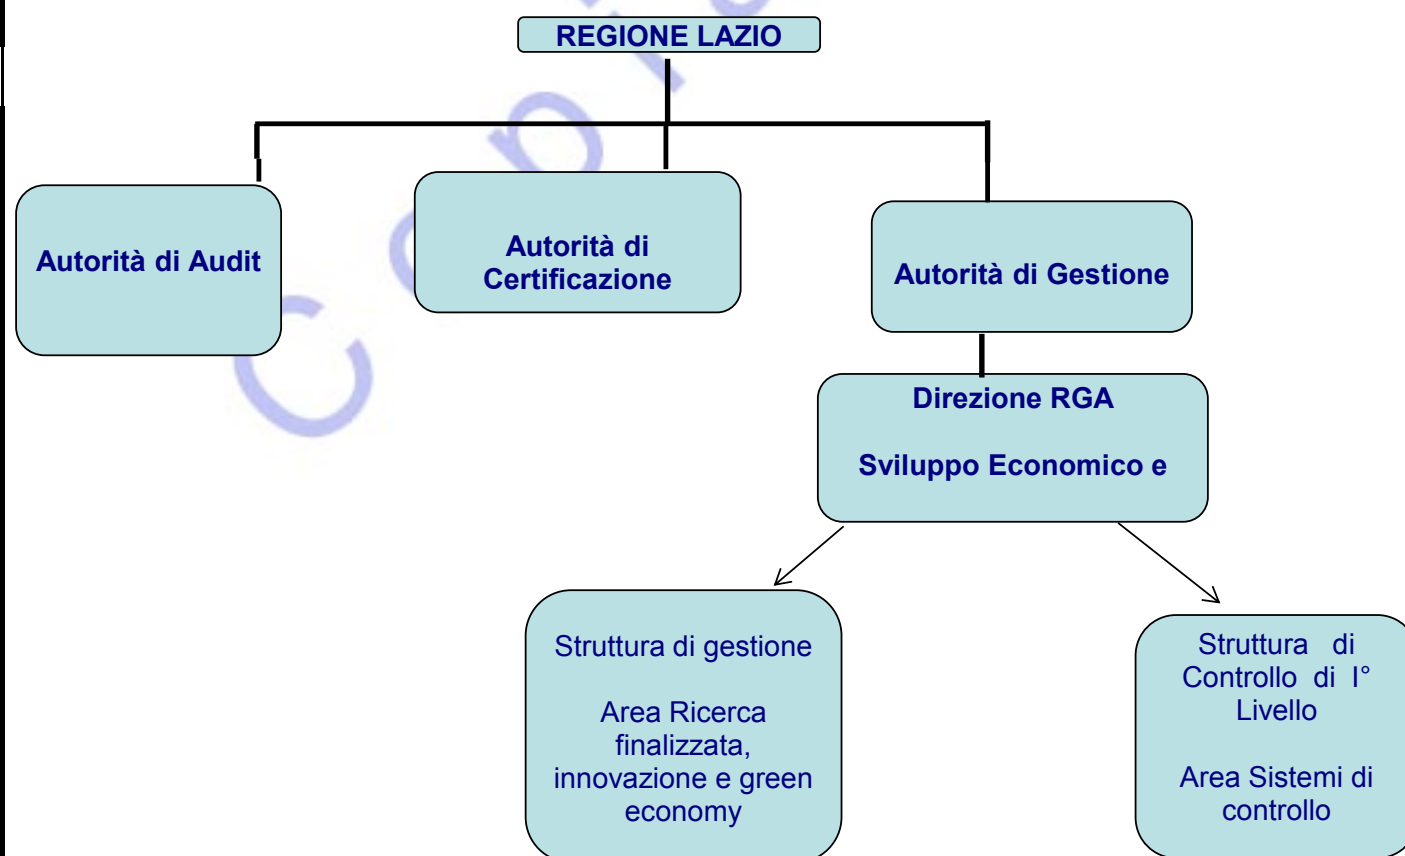 REGIONE LAZIO
Autorità di Audit
Autorità di
Certificazione
Autorità di Gestione
Direzione RGA
Sviluppo Economico e
Struttura di gestione
Area Ricerca
finalizzata,
innovazione e green
economy
Struttura di
Controllo di I°
Livello
Area Sistemi di
controllo
C o p i